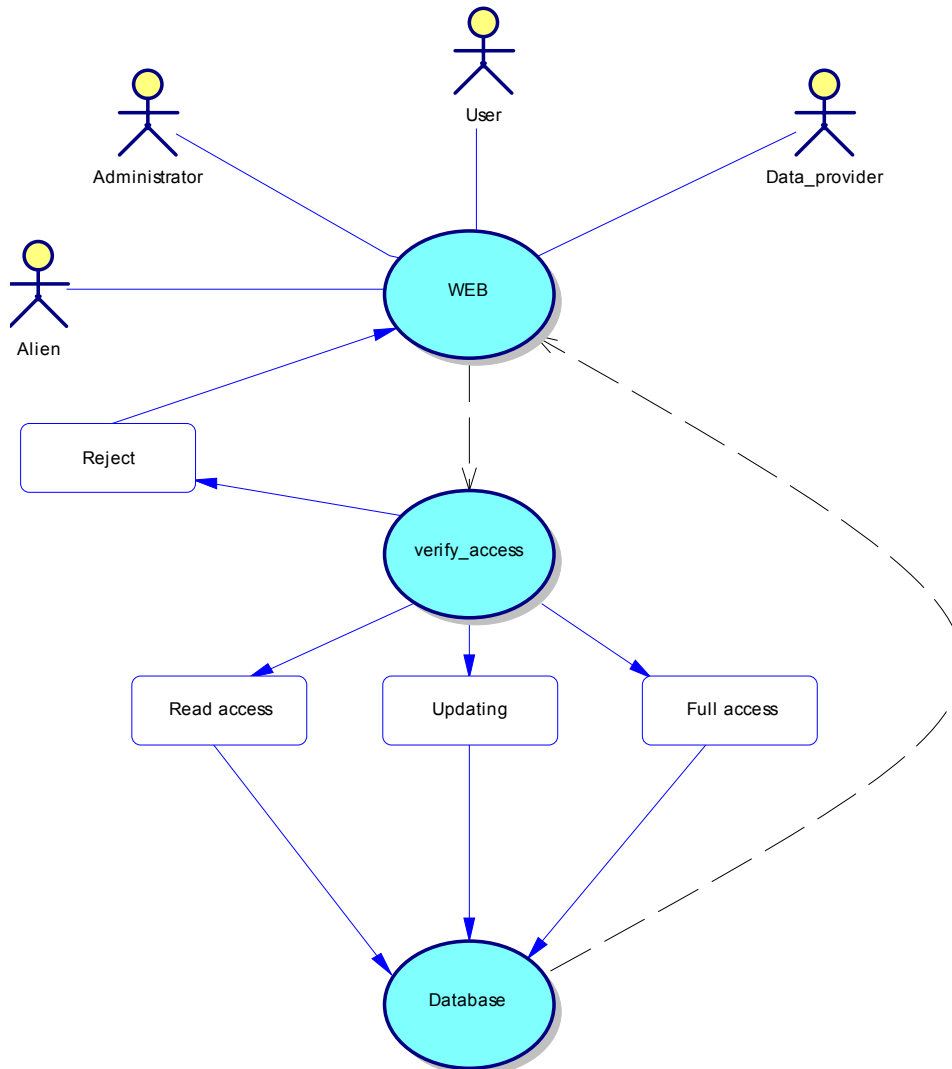 User
Administrator
Data_provider
WEB
Alien
Reject
verify_access
Read access
Updating
Full access
Database